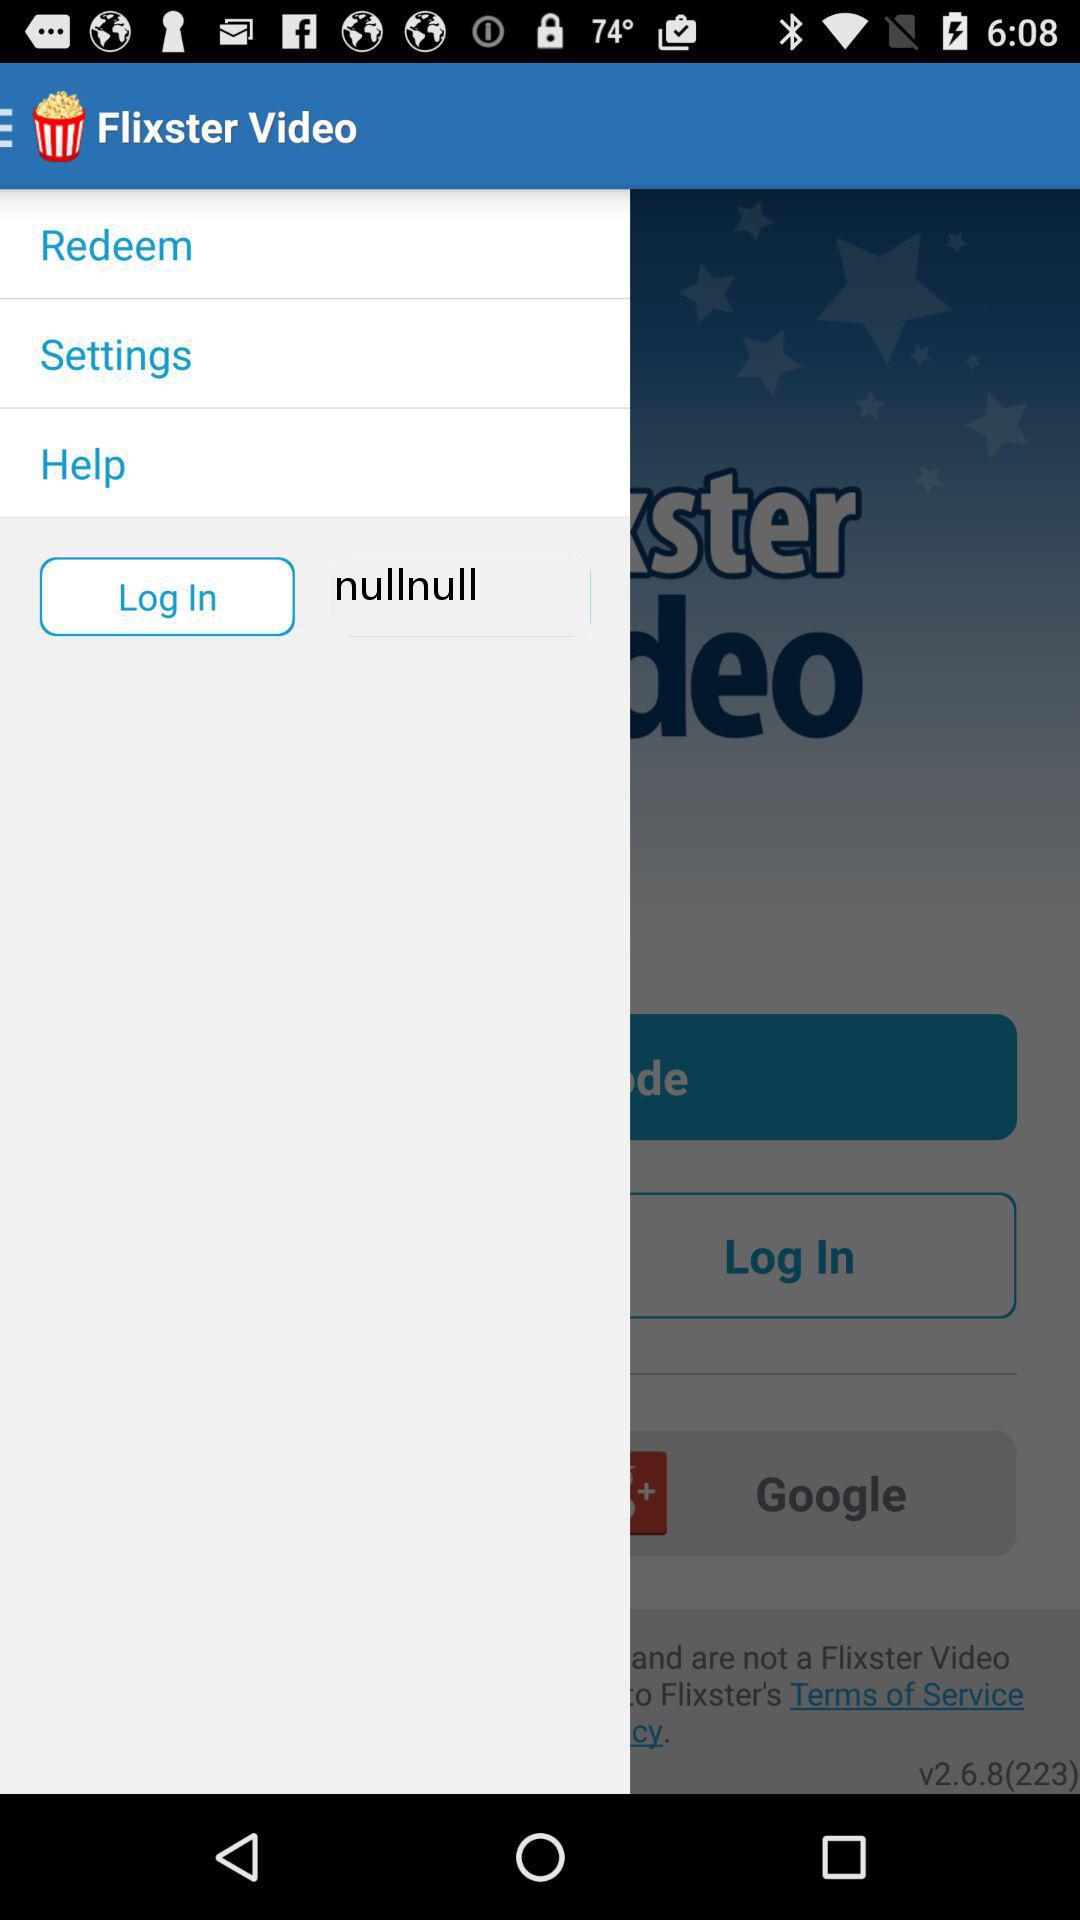 74° 6:08
Flixster Video
Redeem
Settings
Help
Log In nullnull
xster
deo
ode
Log In
Google
and are not a Flixster Video
to Flixster's Terms of Service
cy.
v2.6.8(223)